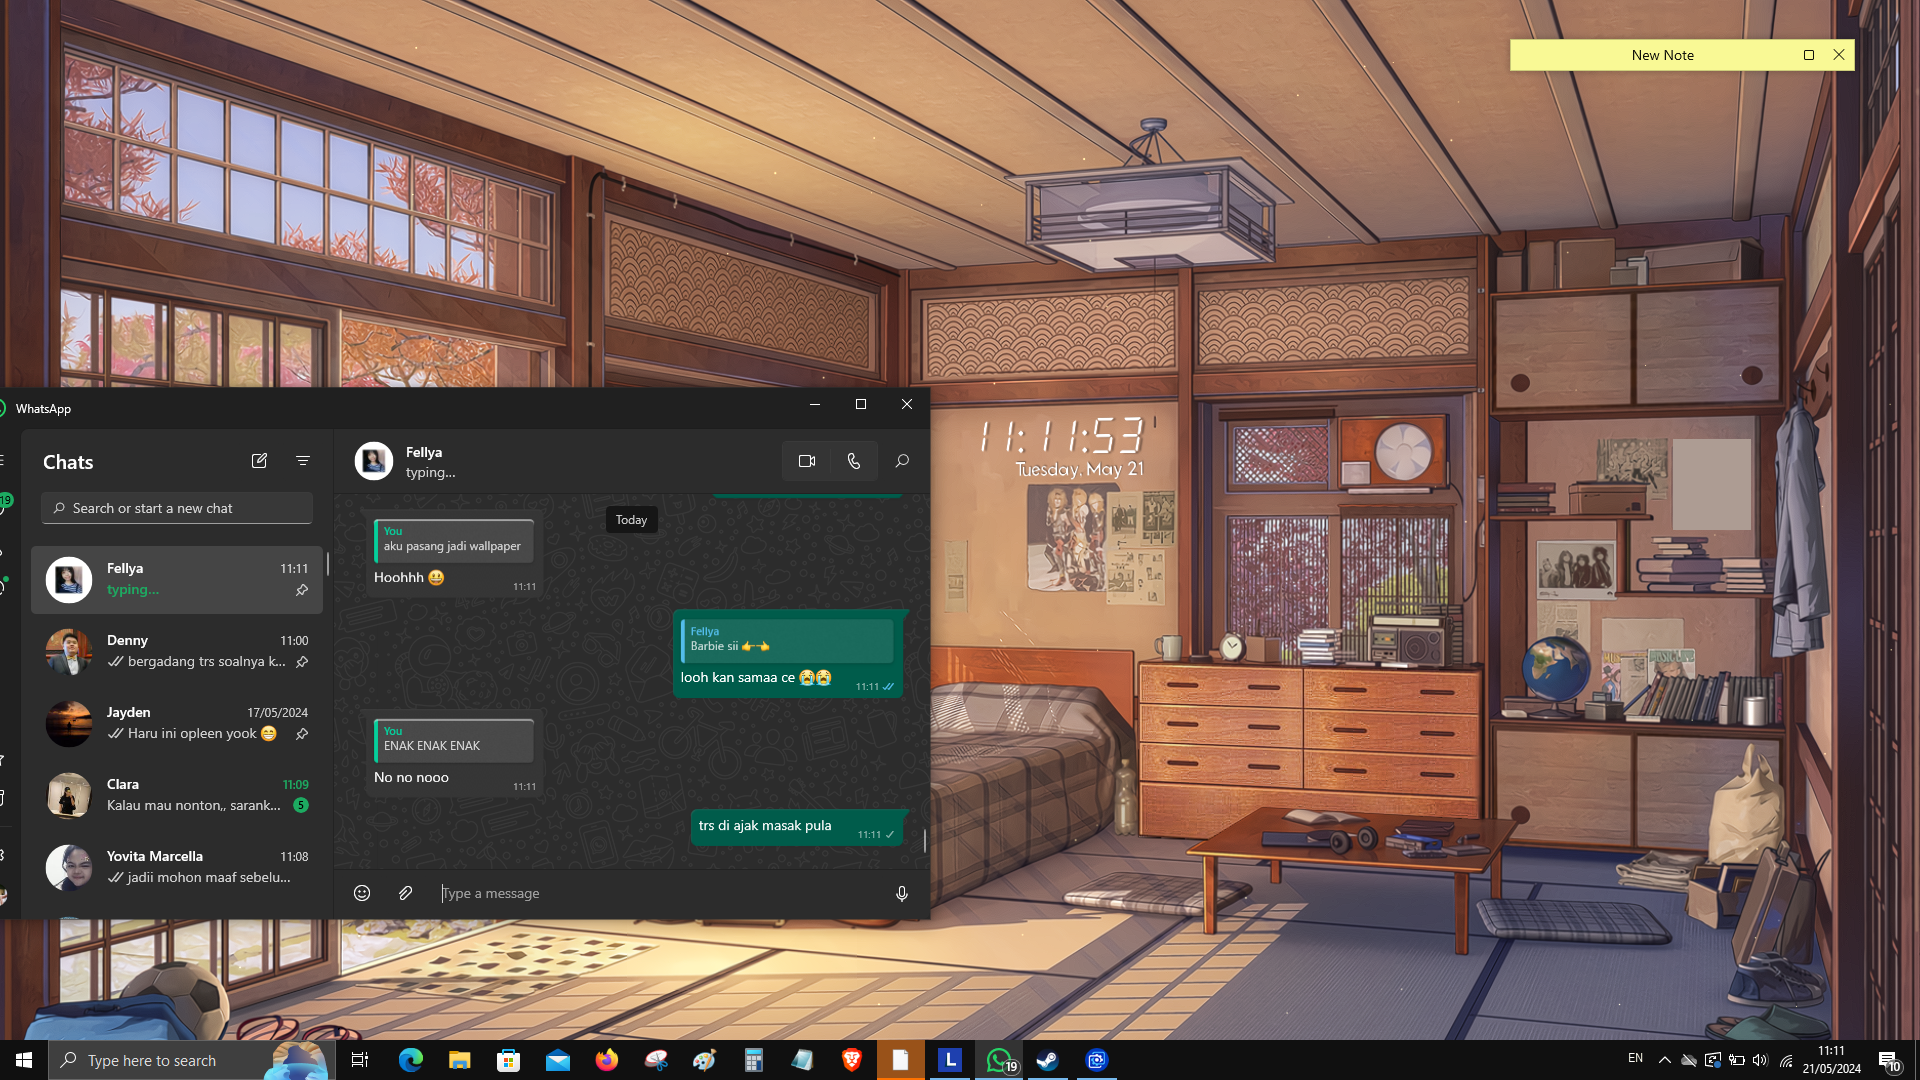 New Note
WhatsApp
Chats
Search or start a new chat
19
Fellya
11:11
typing...
Denny
11:00
bergadang trs soalnya k...
Jayden
17/05/2024
Haru ini opleen yook 😁
Clara
11:09
Kalau mau nonton,, sarank...
5
Yovita Marcella
11:08
jadii mohon maaf sebelu...
Fellya
typing...
Today
You
aku pasang jadi wallpaper
Hoohhh 😃
11:11
Fellya
Barbie sii 👉👈
looh kan samaa ce 😭😭
11:11
You
ENAK ENAK ENAK
No no nooo
11:11
trs di ajak masak pula
11:11
Type a message
11:11:53
Tuesday, May 21
Type here to search
L
19
EN
11:11
21/05/2024
10